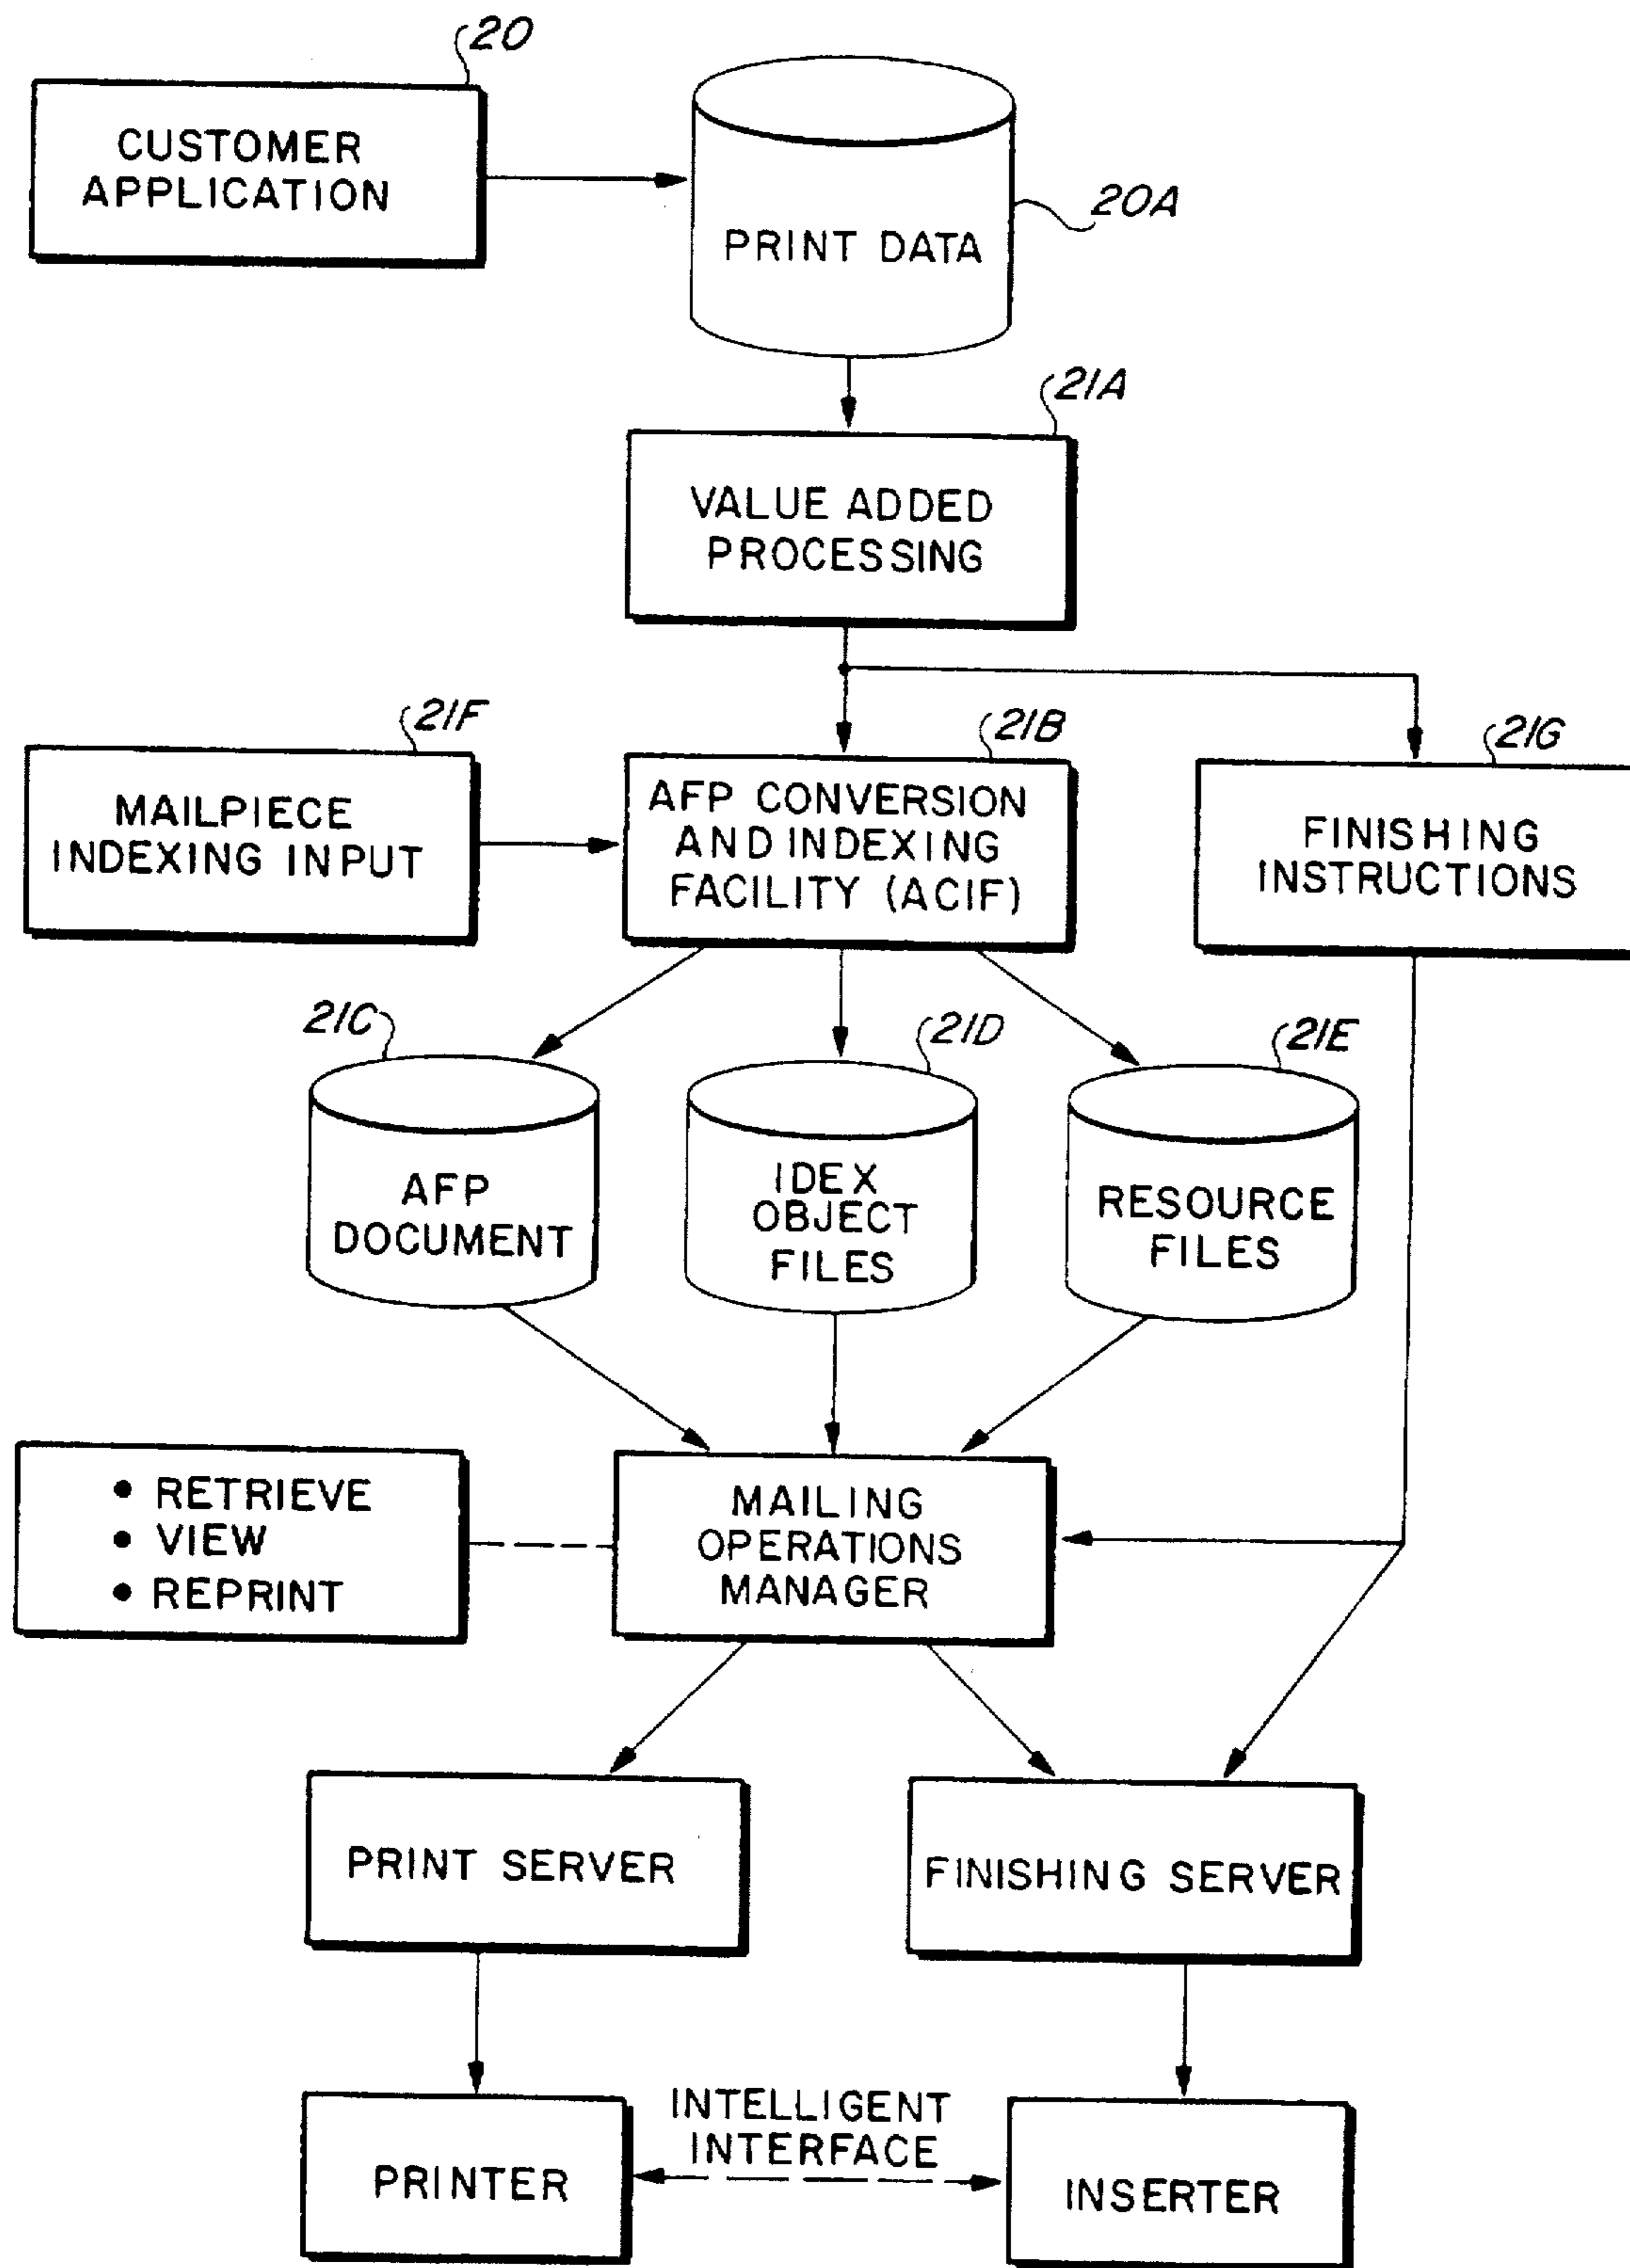 20
CUSTOMER
APPLICATION
20A
PRINT DATA
21A
VALUE ADDED
PROCESSING
21F
21B
21G
MAILPIECE
INDEXING INPUT
AFP CONVERSION
AND INDEXING
FACILITY (ACIF)
FINISHING
INSTRUCTIONS
21C
21D
21E
AFP
DOCUMENT
IDEX
OBJECT
FILES
RESOURCE
FILES
• RETRIEVE
• VIEW
• REPRINT
MAILING
OPERATIONS
MANAGER
PRINT SERVER
FINISHING SERVER
INTELLIGENT
INTERFACE
PRINTER
INSERTER